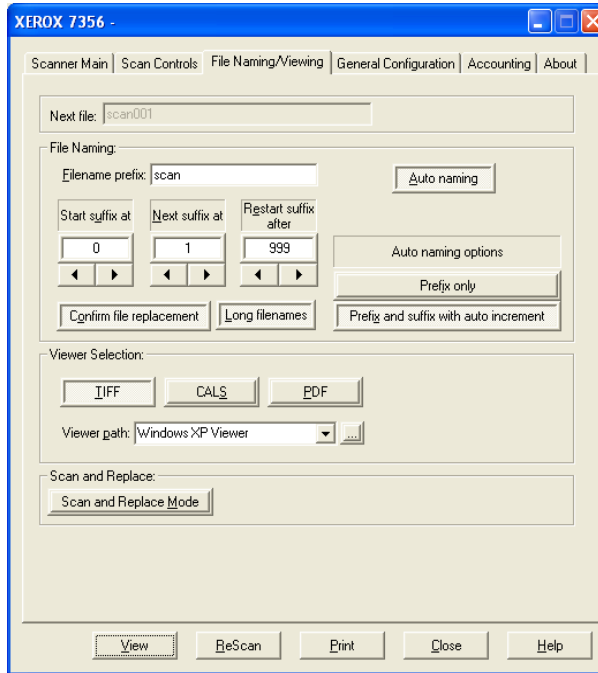 XEROX 7356 -
Scanner Main Scan Controls File Naming/Viewing General Configuration Accounting About
Next file: scan001
File Naming:
Filename prefix: scan
Auto naming
Start suffix at Next suffix at Restart suffix after
0 1 999
Auto naming options
Prefix only
Confirm file replacement Long filenames Prefix and suffix with auto increment
Viewer Selection:
TIFF CALS PDF
Viewer path: Windows XP Viewer ...
Scan and Replace:
Scan and Replace Mode
View ReScan Print Close Help